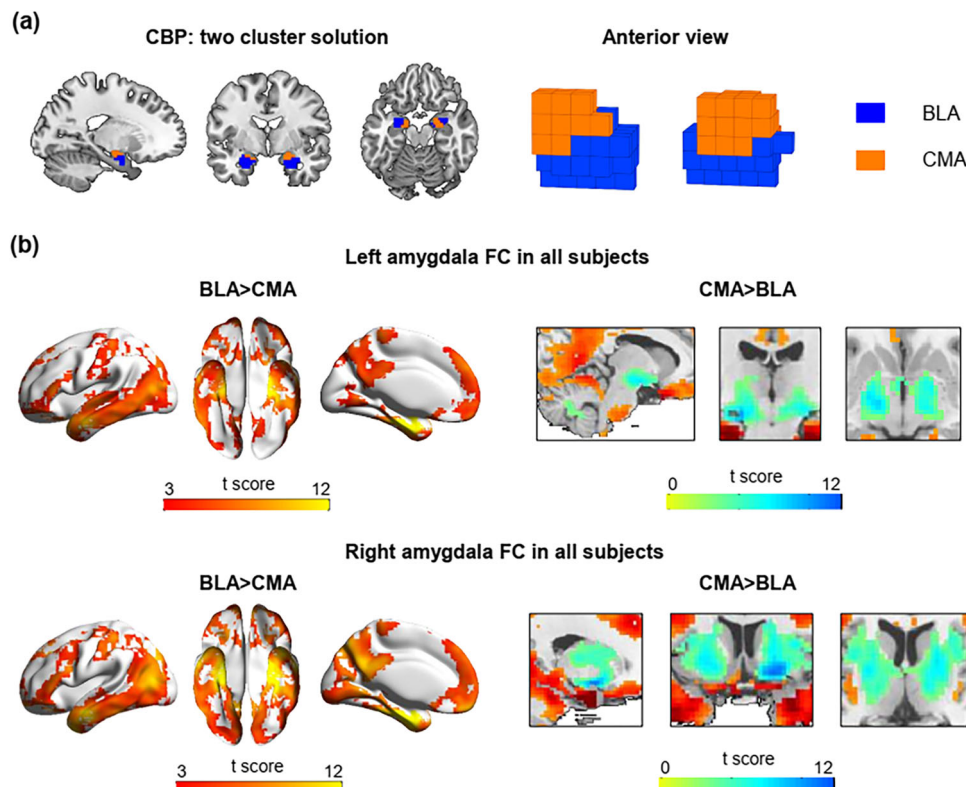 (a)
CBP: two cluster solution
Anterior view
BLA
CMA
(b)
Left amygdala FC in all subjects
BLA>CMA
CMA>BLA
t score
3 12
t score
0 12
Right amygdala FC in all subjects
BLA>CMA
CMA>BLA
t score
3 12
t score
0 12